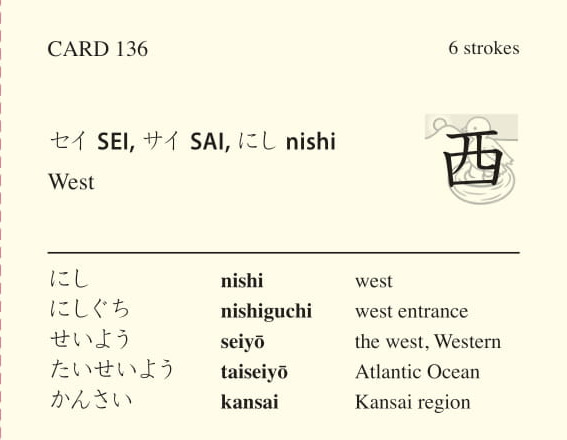 CARD 136 6 strokes
セイ SEI, サイ SAI, にし nishi
西
West
にし nishi west
にしぐち nishiguchi west entrance
せいよう seiyō the west, Western
たいせいよう taiseiyō Atlantic Ocean
かんさい kansai Kansai region